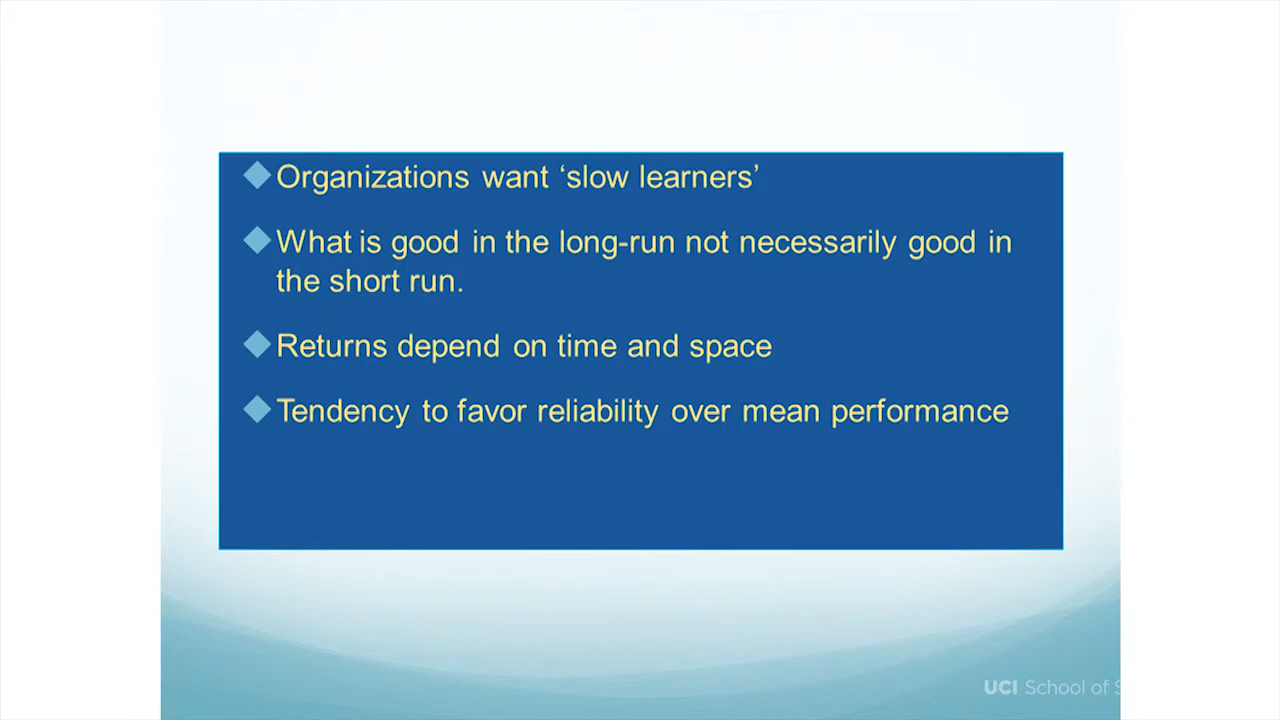 Organizations want ‘slow learners’
What is good in the long-run not necessarily good in
the short run.
Returns depend on time and space
Tendency to favor reliability over mean performance
UCI School of S